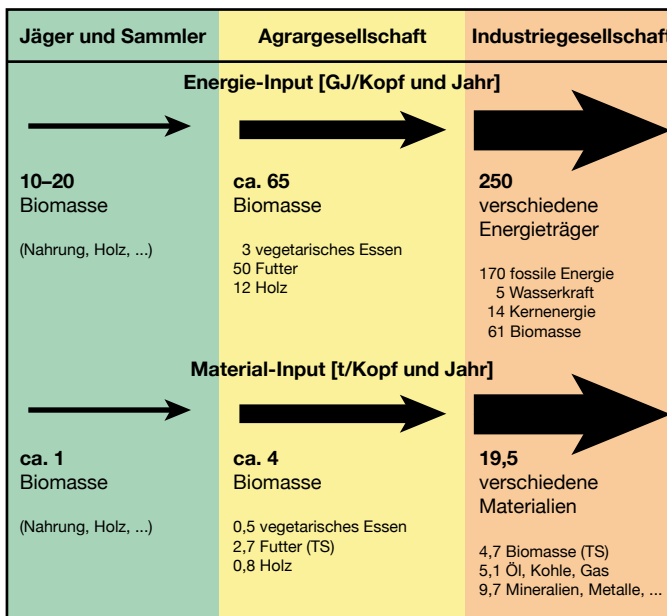 Jäger und Sammler
Agrargesellschaft
Industriegesellschaft
Energie-Input [GJ/Kopf und Jahr]
10–20
Biomasse
(Nahrung, Holz, ...)
ca. 65
Biomasse
3 vegetarisches Essen
50 Futter
12 Holz
250
verschiedene
Energieträger
170 fossile Energie
5 Wasserkraft
14 Kernenergie
61 Biomasse
Material-Input [t/Kopf und Jahr]
ca. 1
Biomasse
(Nahrung, Holz, ...)
ca. 4
Biomasse
0,5 vegetarisches Essen
2,7 Futter (TS)
0,8 Holz
19,5
verschiedene
Materialien
4,7 Biomasse (TS)
5,1 Öl, Kohle, Gas
9,7 Mineralien, Metalle, ...